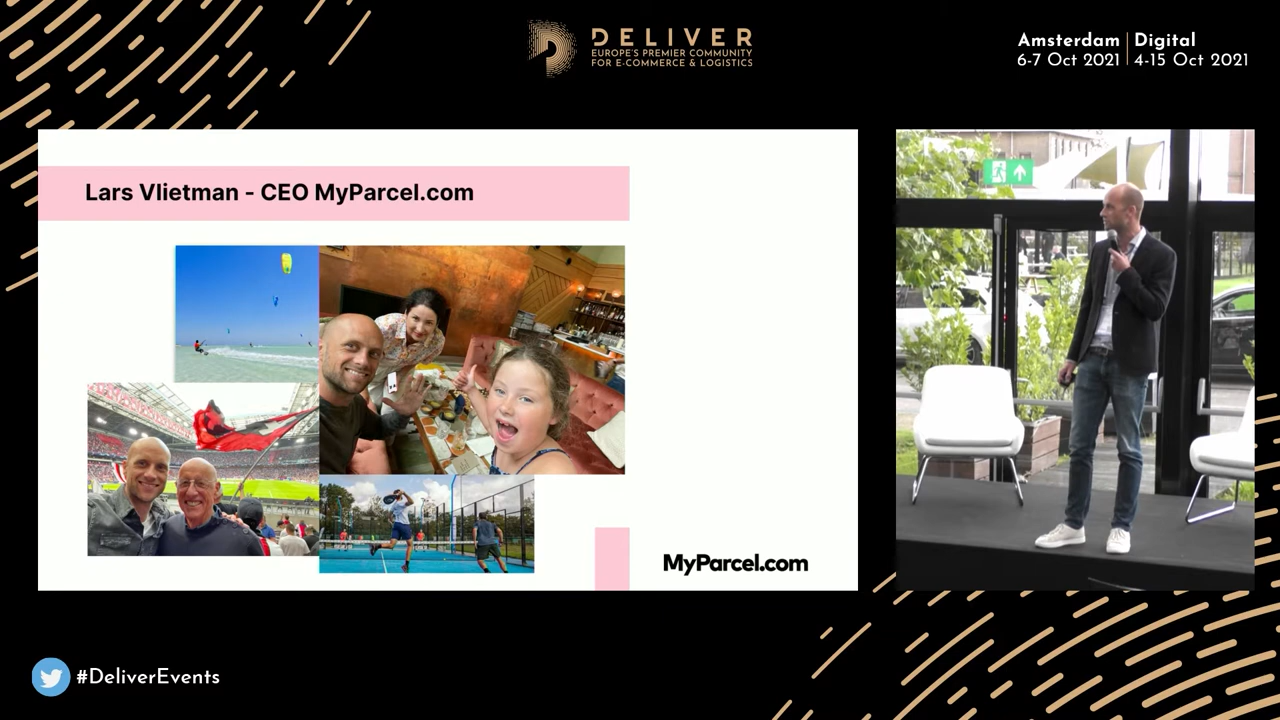 DELIVER
EUROPE'S PREMIER COMMUNITY
FOR E-COMMERCE & LOGISTICS
Amsterdam | Digital
6-7 Oct 2021 | 4-15 Oct 2021
Lars Vlietman - CEO MyParcel.com
MyParcel.com
#DeliverEvents